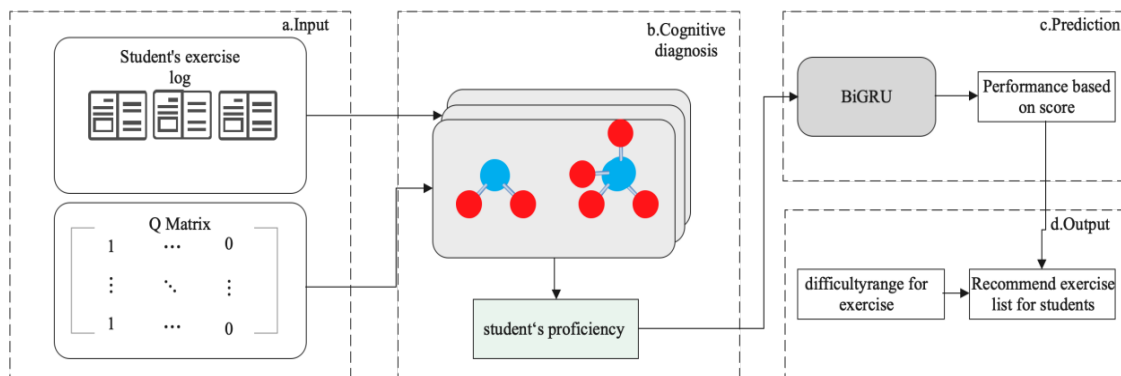 a.Input
Student's exercise
log
Q Matrix
1 ⋯ 0
⋮ ⋱ ⋮
1 ⋯ 0
b.Cognitive
diagnosis
student‘s proficiency
c.Prediction
BiGRU
Performance based
on score
d.Output
difficultyrange for
exercise
Recommend exercise
list for students